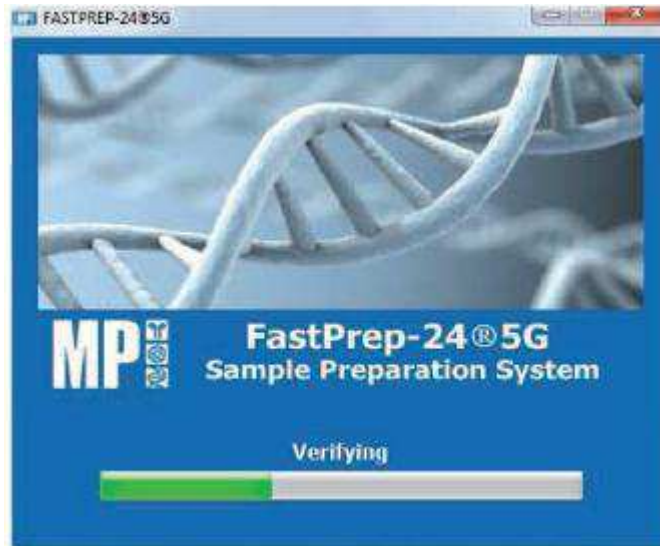 FASTPREP-24®5G
MP
FastPrep-24®5G
Sample Preparation System
Verifying